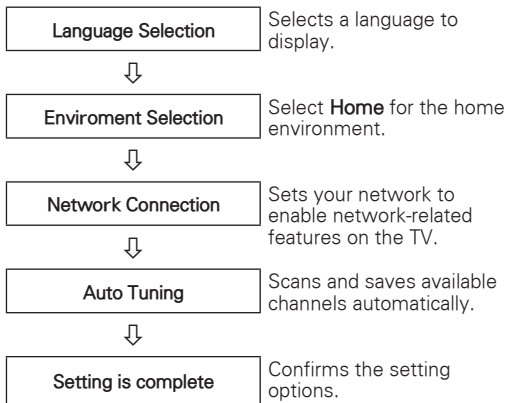 Language Selection
Selects a language to
display.
Enviroment Selection
Select Home for the home
environment.
Network Connection
Sets your network to
enable network-related
features on the TV.
Auto Tuning
Scans and saves available
channels automatically.
Setting is complete
Confirms the setting
options.